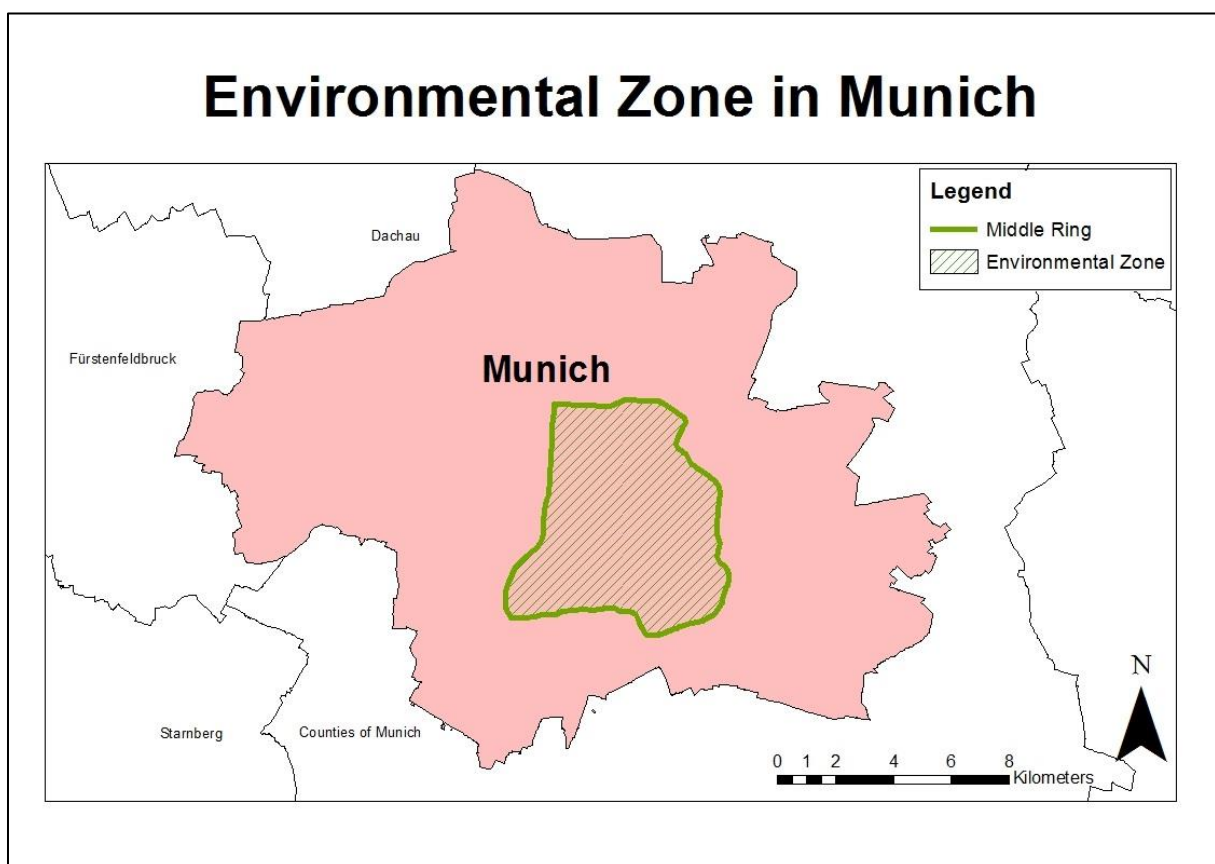 Environmental Zone in Munich
Legend
Middle Ring
Environmental Zone
Dachau
Fürstenfeldbruck
Munich
Starnberg
Counties of Munich
N
0 1 2 4 6 8
Kilometers